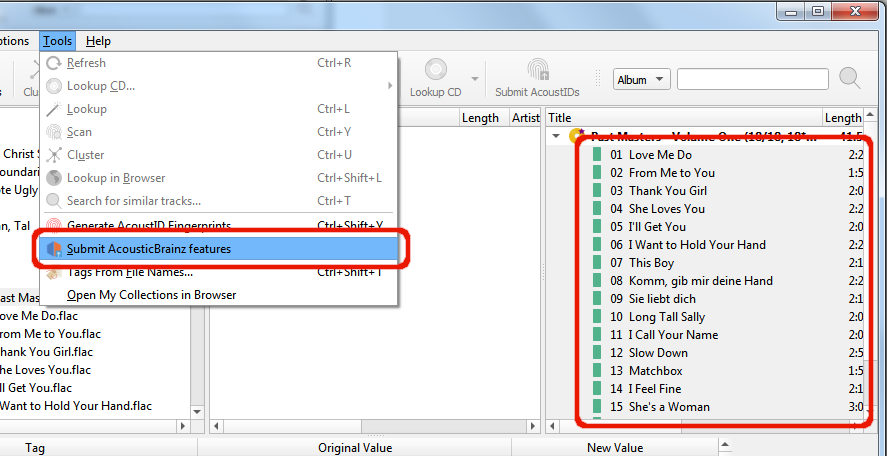 ptions Tools Help
Refresh Ctrl+R
Lookup CD...
Lookup Ctrl+L
Scan Ctrl+Y
Cluster Ctrl+U
Lookup in Browser Ctrl+Shift+L
Search for similar tracks... Ctrl+T
Generate AcoustID Fingerprints Ctrl+Shift+Y
Submit AcousticBrainz features
Tags From File Names... Ctrl+Shift+T
Open My Collections in Browser
Clu
Lookup CD
Submit AcoustIDs
Album
Length Artist
Title Length
Past Masters - Volume One (18/18, 18*... 41:5
01 Love Me Do 2:2
02 From Me to You 1:5
03 Thank You Girl 2:0
04 She Loves You 2:2
05 I'll Get You 2:0
06 I Want to Hold Your Hand 2:2
07 This Boy 2:1
08 Komm, gib mir deine Hand 2:2
09 Sie liebt dich 2:1
10 Long Tall Sally 2:0
11 I Call Your Name 2:0
12 Slow Down 2:5
13 Matchbox 1:5
14 I Feel Fine 2:1
15 She's a Woman 3:0
Christ S
oundari
ote Ugly
an, Tal
ast Mas
ove Me Do.flac
rom Me to You.flac
hank You Girl.flac
he Loves You.flac
ll Get You.flac
Want to Hold Your Hand.flac
Tag Original Value New Value